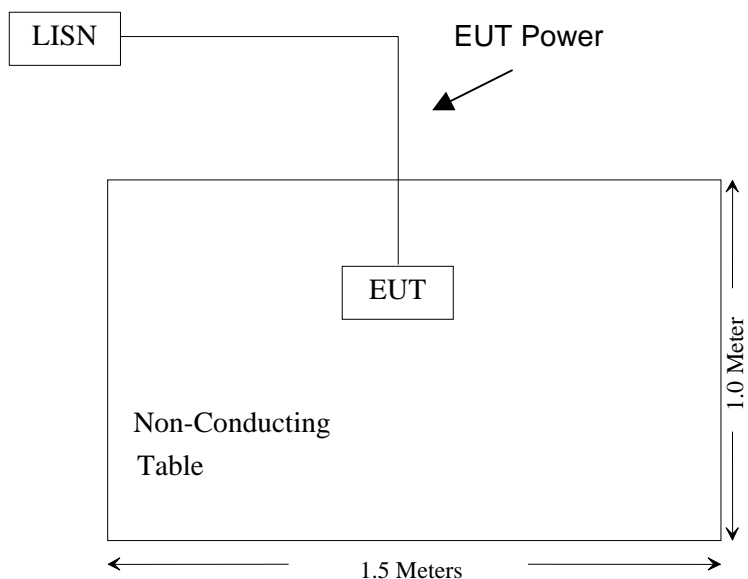 LISN
EUT Power
EUT
Non-Conducting
Table
1.0 Meter
1.5 Meters